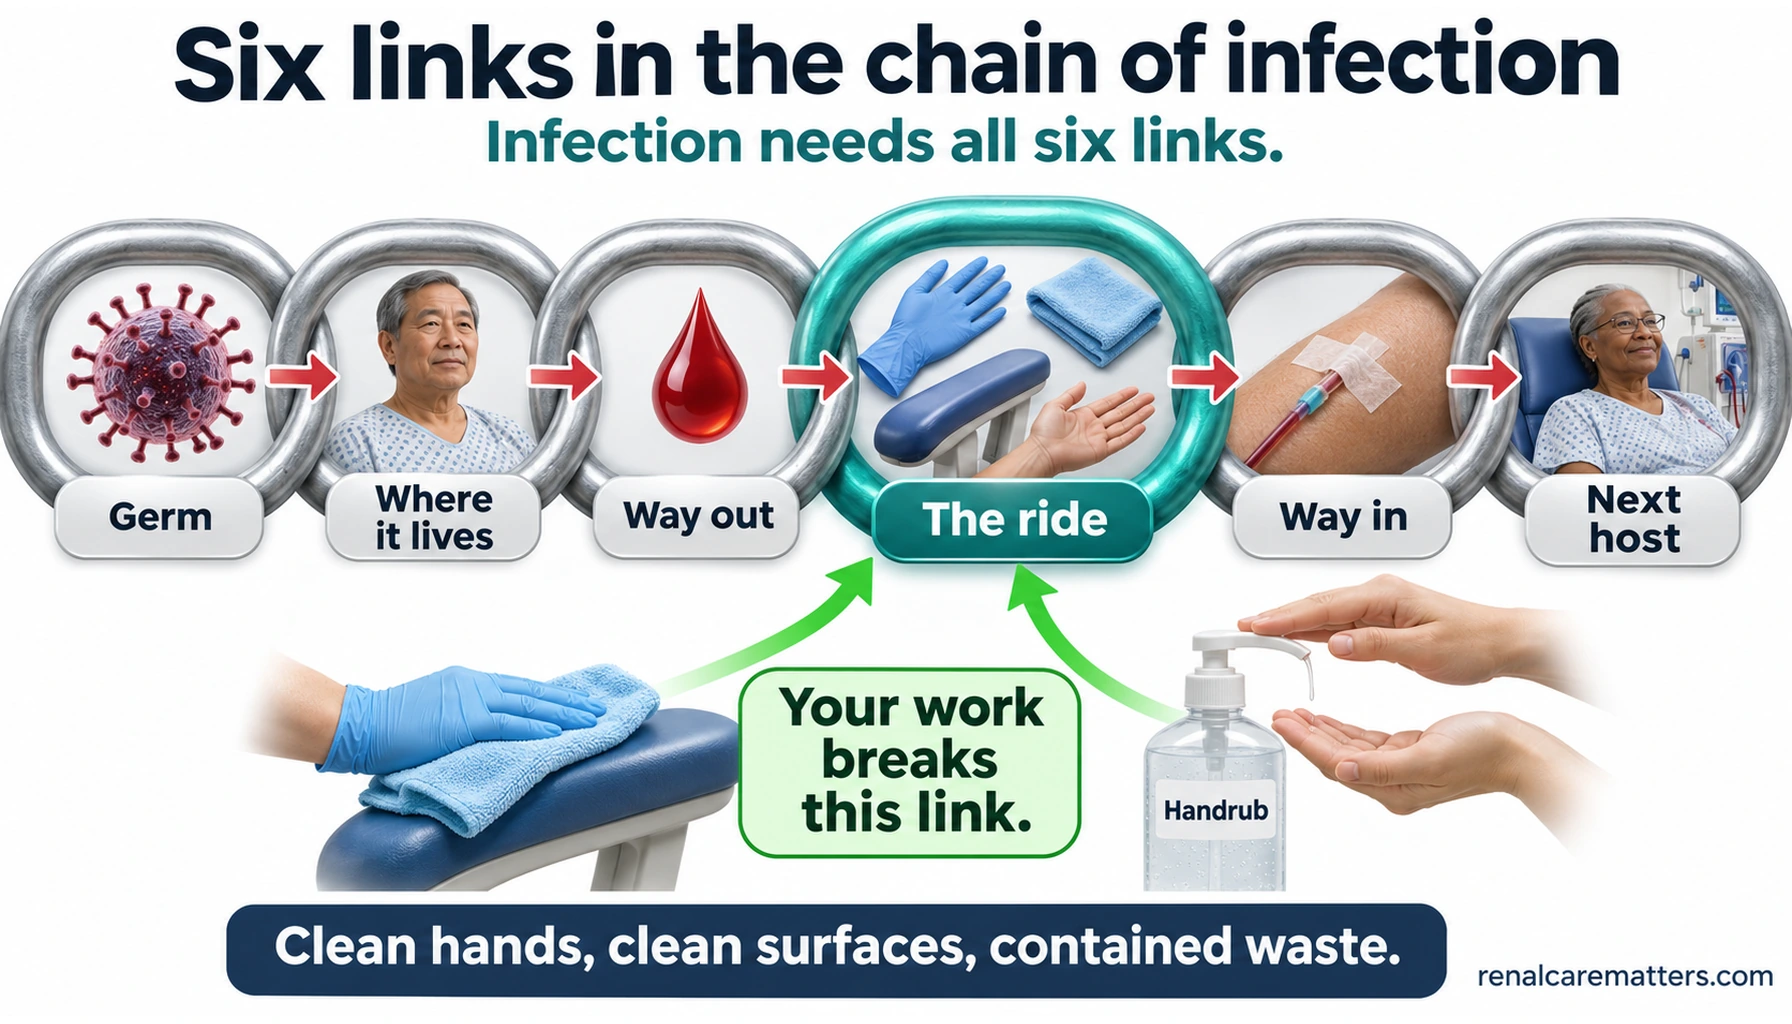 Six links in the chain of infection
Infection needs all six links.
Germ
Where
it lives
Way out
The ride
Way in
Next
host
Your work
breaks
this link.
Handrub
Clean hands, clean surfaces, contained waste.
renalcarematters.com